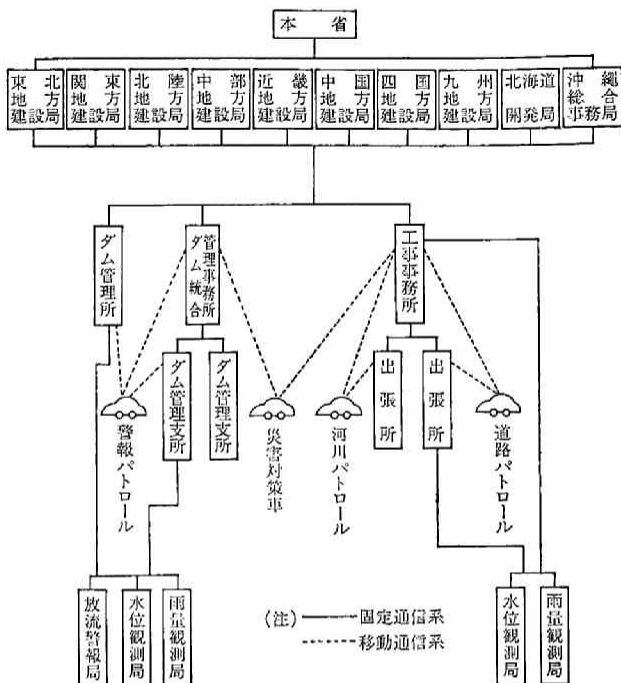 本省
東北地方建設局
関東地方建設局
北陸地方建設局
中部地方建設局
近畿地方建設局
中国地方建設局
四国地方建設局
九州地方建設局
北海道開発局
沖縄総合事務局
ダム管理所
ダム統合管理事務所
工事事務所
ダム管理支所
ダム管理支所
出張所
出張所
警報パトロール
災害対策車
河川パトロール
道路パトロール
放流警報局
水位観測局
雨量観測局
(注) 固定通信系
移動通信系
水位観測局
雨量観測局